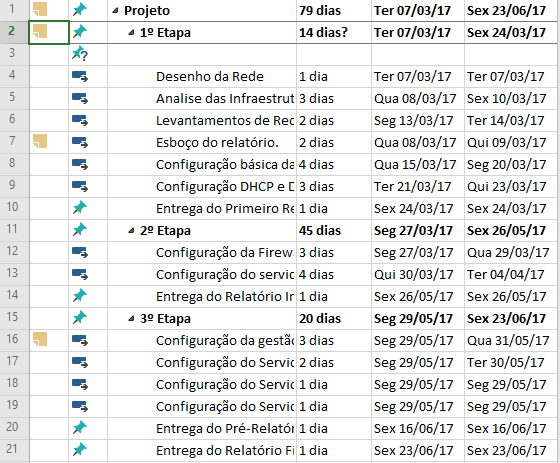 1 Projeto 79 dias Ter 07/03/17 Sex 23/06/17
2 1º Etapa 14 dias? Ter 07/03/17 Sex 24/03/17
3 ?
4 Desenho da Rede 1 dia Ter 07/03/17 Ter 07/03/17
5 Analise das Infraestrut 3 dias Qua 08/03/17 Sex 10/03/17
6 Levantamentos de Red 2 dias Seg 13/03/17 Ter 14/03/17
7 Esboço do relatório. 2 dias Qua 08/03/17 Qui 09/03/17
8 Configuração básica da 4 dias Qua 15/03/17 Seg 20/03/17
9 Configuração DHCP e D 3 dias Ter 21/03/17 Qui 23/03/17
10 Entrega do Primeiro Re 1 dia Sex 24/03/17 Sex 24/03/17
11 2º Etapa 45 dias Seg 27/03/17 Sex 26/05/17
12 Configuração da Firewa 3 dias Seg 27/03/17 Qua 29/03/17
13 Configuração do servic 4 dias Qui 30/03/17 Ter 04/04/17
14 Entrega do Relatório In 1 dia Sex 26/05/17 Sex 26/05/17
15 3º Etapa 20 dias Seg 29/05/17 Sex 23/06/17
16 Configuração da gestão 3 dias Seg 29/05/17 Qua 31/05/17
17 Configuração do Servic 2 dias Seg 29/05/17 Ter 30/05/17
18 Configuração do Servic 1 dia Seg 29/05/17 Seg 29/05/17
19 Configuração do Servic 1 dia Seg 29/05/17 Seg 29/05/17
20 Entrega do Pré-Relatór 1 dia Sex 16/06/17 Sex 16/06/17
21 Entrega do Relatório Fi 1 dia Sex 23/06/17 Sex 23/06/17